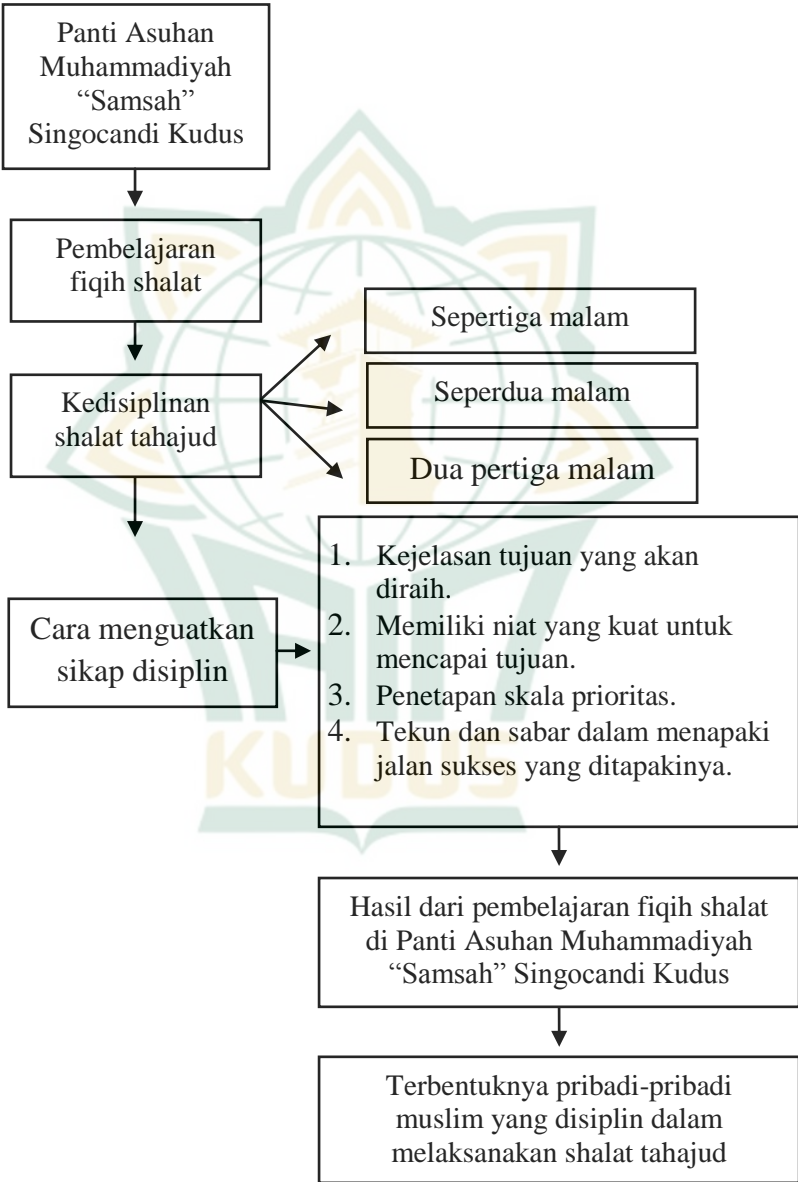 Panti Asuhan
Muhammadiyah
“Samsah”
Singocandi Kudus
Pembelajaran
fiqih shalat
Kedisiplinan
shalat tahajud
Sepertiga malam
Seperdua malam
Dua pertiga malam
Cara menguatkan
sikap disiplin
1. Kejelasan tujuan yang akan
diraih.
2. Memiliki niat yang kuat untuk
mencapai tujuan.
3. Penetapan skala prioritas.
4. Tekun dan sabar dalam menapaki
jalan sukses yang ditapakinya.
Hasil dari pembelajaran fiqih shalat
di Panti Asuhan Muhammadiyah
“Samsah” Singocandi Kudus
Terbentuknya pribadi-pribadi
muslim yang disiplin dalam
melaksanakan shalat tahajud
IAIN
KUDUS